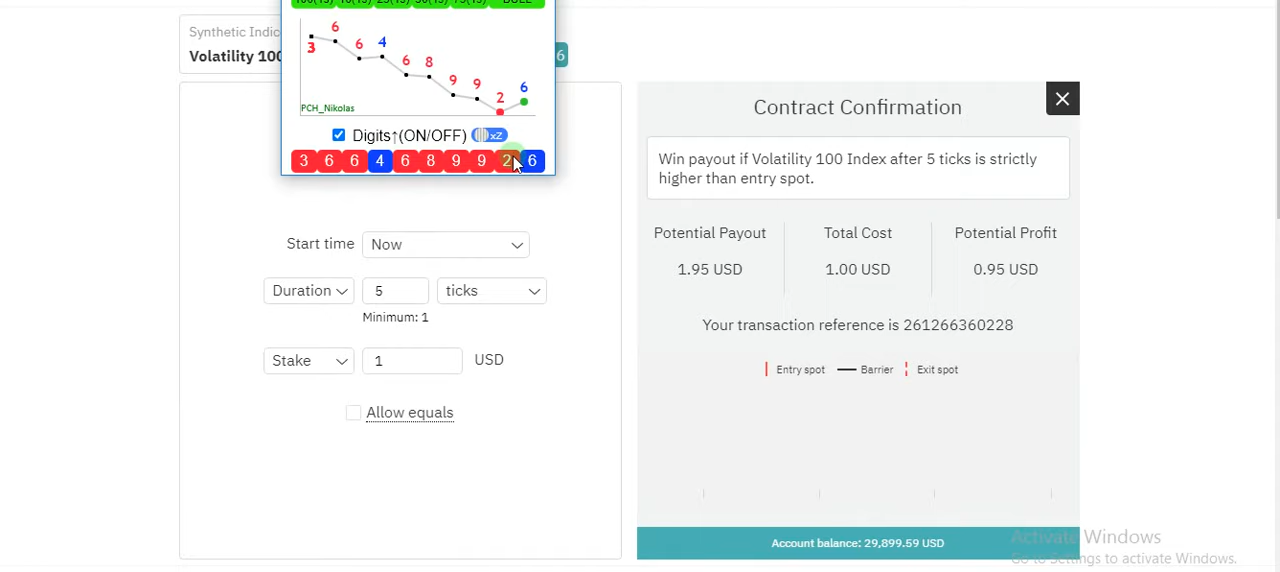 Synthetic Indic
Volatility 100
6
3
6
6
4
6
8
9
9
2
6
PCH_Nikolas
Digits↑(ON/OFF) xZ
3 6 6 4 6 8 9 9 2 6
Start time Now
Duration 5 ticks
Minimum: 1
Stake 1 USD
Allow equals
Contract Confirmation
Win payout if Volatility 100 Index after 5 ticks is strictly
higher than entry spot.
Potential Payout Total Cost Potential Profit
1.95 USD 1.00 USD 0.95 USD
Your transaction reference is 261266360228
Entry spot Barrier Exit spot
Account balance: 29,899.59 USD
Activate Windows
Go to Settings to activate Windows.